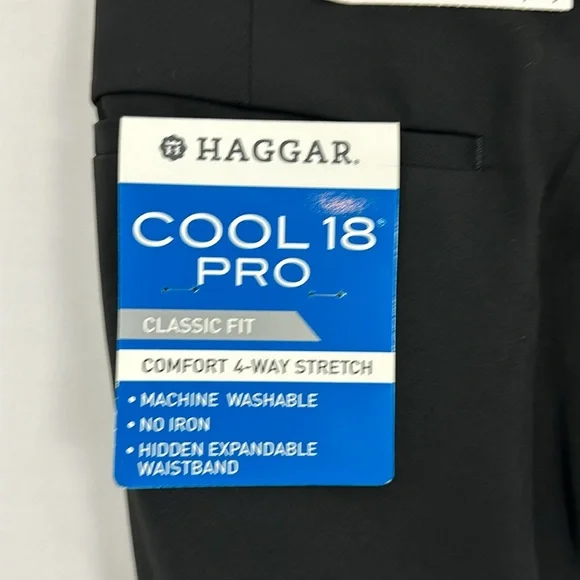 HAGGAR.
COOL 18®
PRO
CLASSIC FIT
COMFORT 4-WAY STRETCH
• MACHINE WASHABLE
• NO IRON
• HIDDEN EXPANDABLE
WAISTBAND